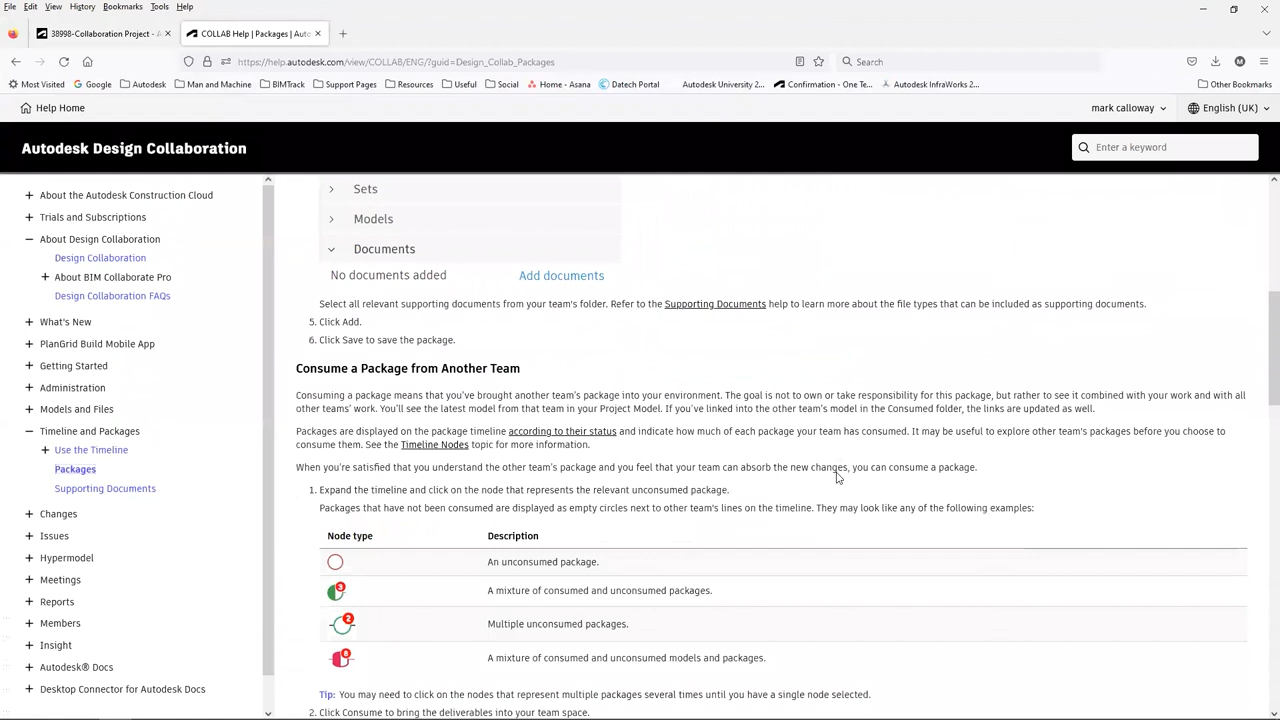 File Edit View History Bookmarks Tools Help
38998-Collaboration Project - A
COLLAB Help | Packages | Auto
https://help.autodesk.com/view/COLLAB/ENG/?guid=Design_Collab_Packages
Search
Most Visited Google Autodesk Man and Machine BIMTrack Support Pages Resources Useful Social Home - Asana Datech Portal Autodesk University 2... Confirmation - One Te... Autodesk InfraWorks 2... Other Bookmarks
Help Home
mark calloway
English (UK)
Autodesk Design Collaboration
Enter a keyword
About the Autodesk Construction Cloud
Trials and Subscriptions
About Design Collaboration
Design Collaboration
About BIM Collaborate Pro
Design Collaboration FAQs
What's New
PlanGrid Build Mobile App
Getting Started
Administration
Models and Files
Timeline and Packages
Use the Timeline
Packages
Supporting Documents
Changes
Issues
Hypermodel
Meetings
Reports
Members
Insight
Autodesk® Docs
Desktop Connector for Autodesk Docs
Sets
Models
Documents
No documents added Add documents
Select all relevant supporting documents from your team's folder. Refer to the Supporting Documents help to learn more about the file types that can be included as supporting documents.
5. Click Add.
6. Click Save to save the package.
Consume a Package from Another Team
Consuming a package means that you've brought another team's package into your environment. The goal is not to own or take responsibility for this package, but rather to see it combined with your work and with
other teams' work. You'll see the latest model from that team in your Project Model. If you've linked into the other team's model in the Consumed folder, the links are updated as well.
Packages are displayed on the package timeline according to their status and indicate how much of each package your team has consumed. It may be useful to explore other team's packages before you choose to
consume them. See the Timeline Nodes topic for more information.
When you're satisfied that you understand the other team's package and you feel that your team can absorb the new changes, you can consume a package.
1. Expand the timeline and click on the node that represents the relevant unconsumed package.
Packages that have not been consumed are displayed as empty circles next to other team's lines on the timeline. They may look like any of the following examples:
Node type Description
An unconsumed package.
3 A mixture of consumed and unconsumed packages.
2 Multiple unconsumed packages.
8 A mixture of consumed and unconsumed models and packages.
Tip: You may need to click on the nodes that represent multiple packages several times until you have a single node selected.
2. Click Consume to bring the deliverables into your team space.